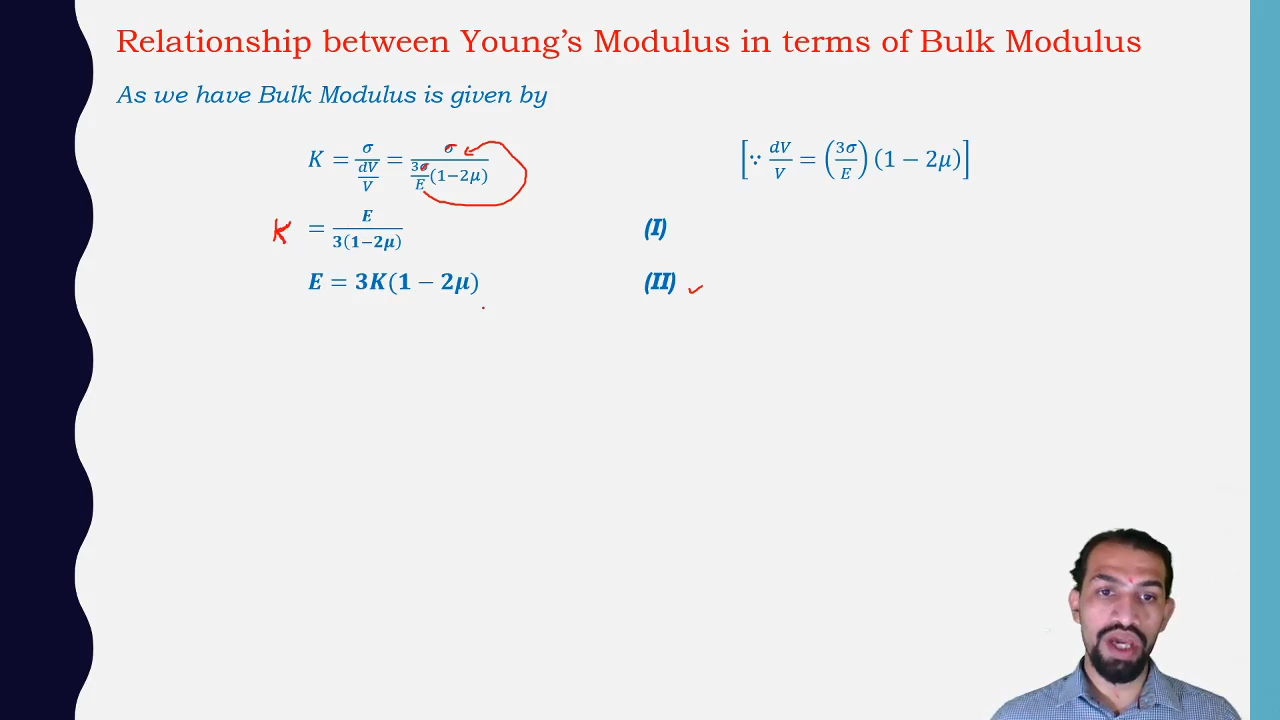 Relationship between Young's Modulus in terms of Bulk Modulus
As we have Bulk Modulus is given by
K = σ / (dV/V) = σ / ((3σ/E)(1−2μ)) [∵ dV/V = (3σ/E)(1 − 2μ)]
K = E / (3(1−2μ)) (I)
E = 3K(1 − 2μ) (II) ✓